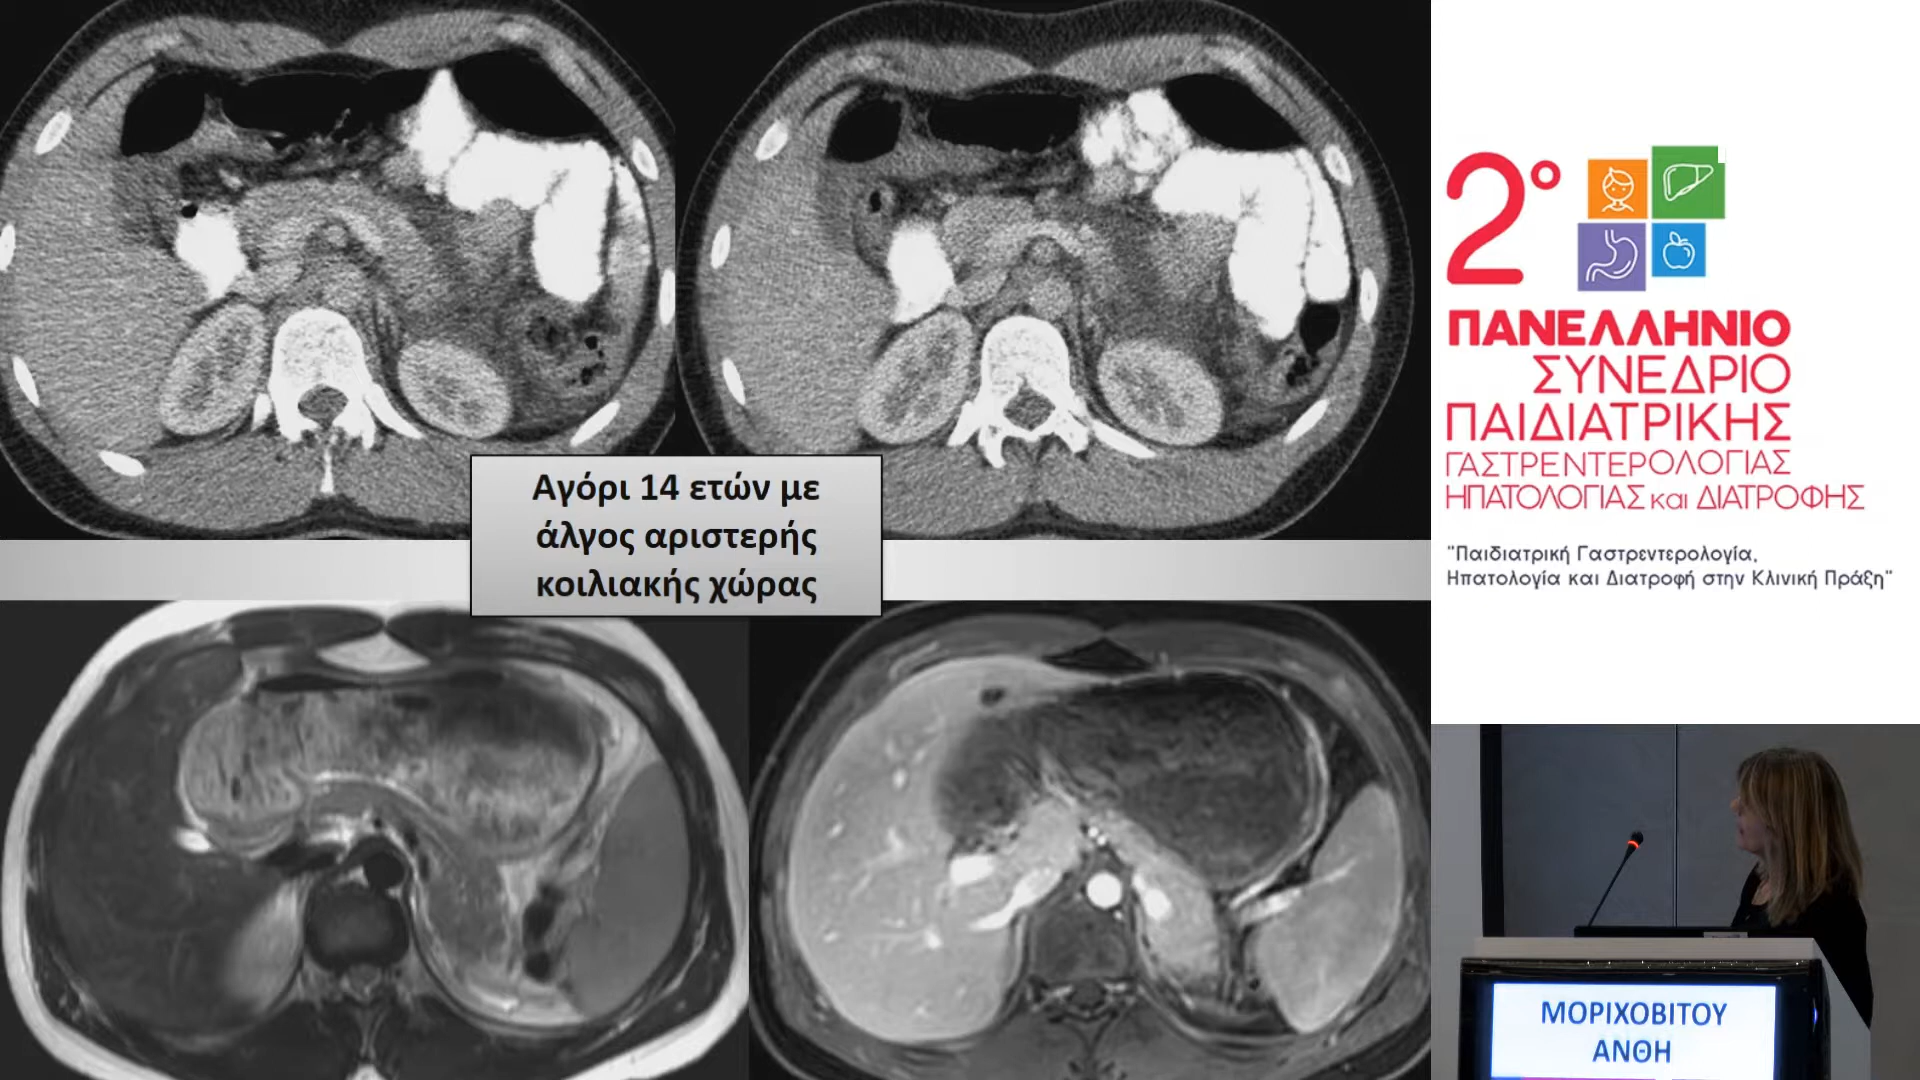 Αγόρι 14 ετών με
άλγος αριστερής
κοιλιακής χώρας
2ο
ΠΑΝΕΛΛΗΝΙΟ
ΣΥΝΕΔΡΙΟ
ΠΑΙΔΙΑΤΡΙΚΗΣ
ΓΑΣΤΡΕΝΤΕΡΟΛΟΓΙΑΣ
ΗΠΑΤΟΛΟΓΙΑΣ και ΔΙΑΤΡΟΦΗΣ
"Παιδιατρική Γαστρεντερολογία,
Ηπατολογία και Διατροφή στην Κλινική Πράξη"
ΜΟΡΙΧΟΒΙΤΟΥ
ΑΝΘΗ